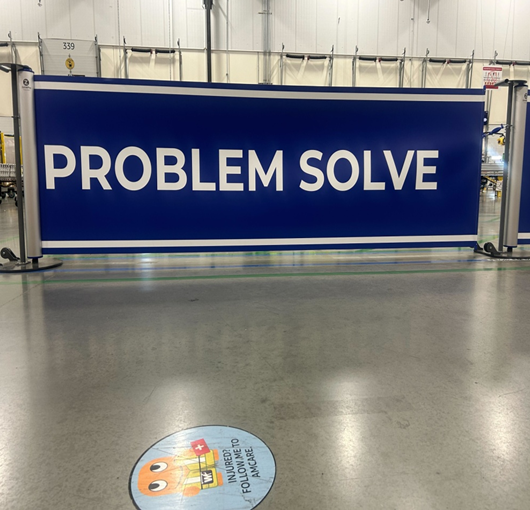 339
PROBLEM SOLVE
INJURED?
FOLLOW ME TO
AMCARE.